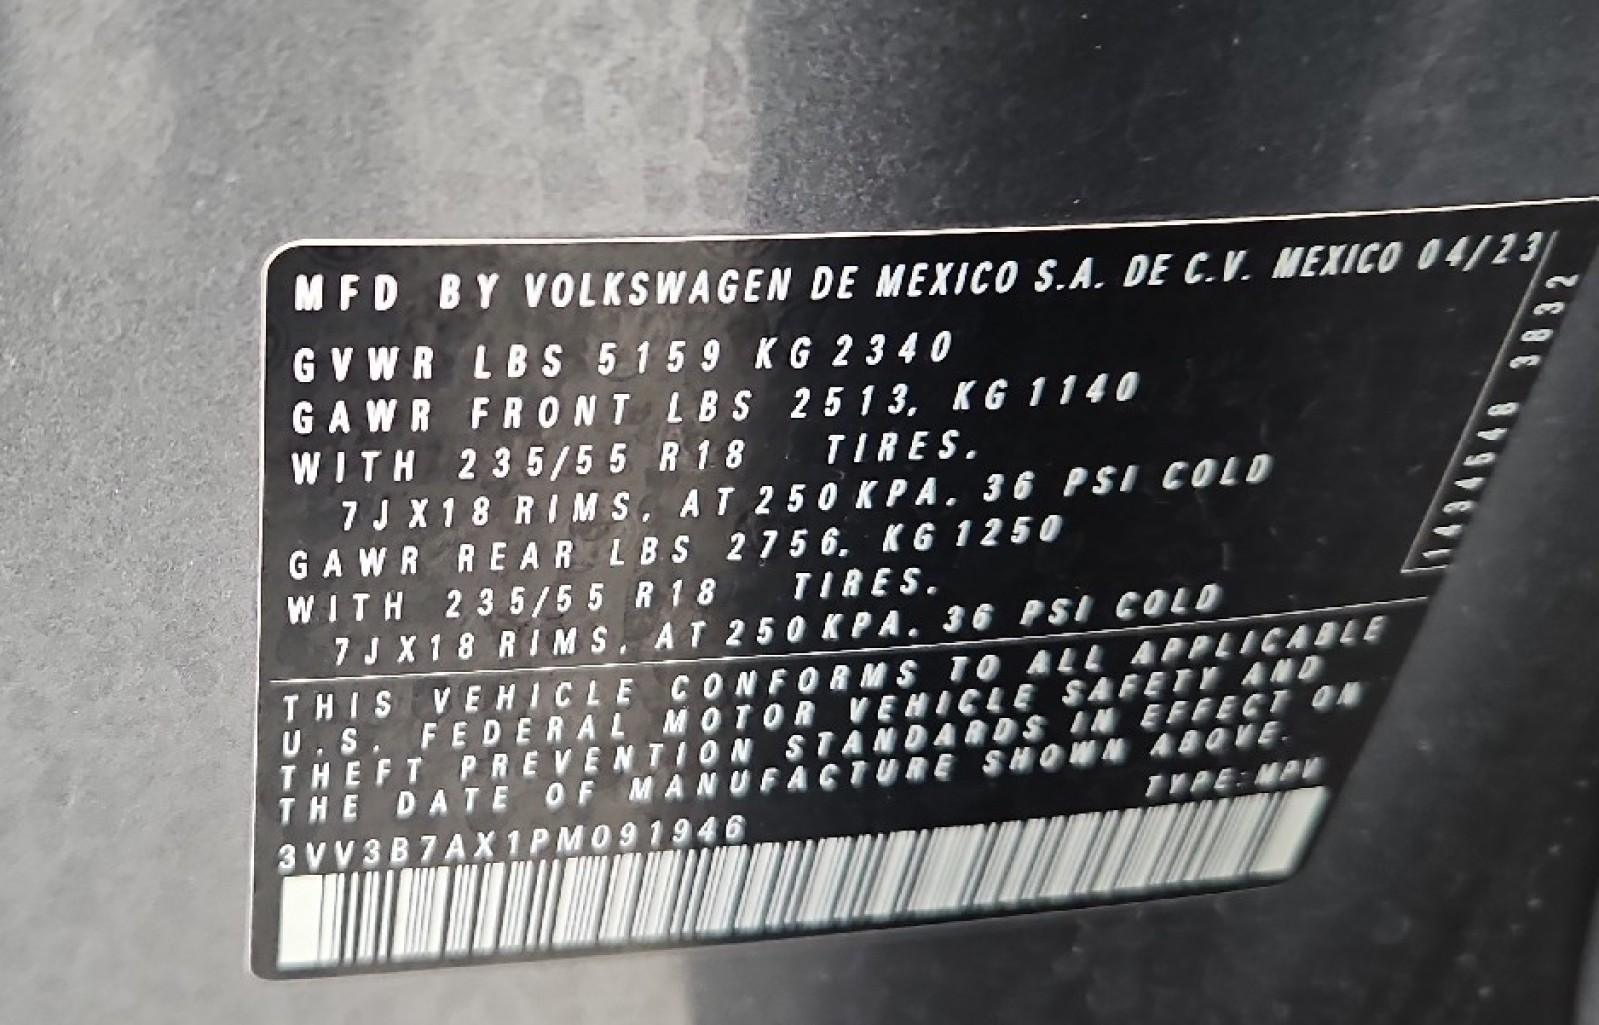 MFD BY VOLKSWAGEN DE MEXICO S.A. DE C.V. MEXICO 04/23
GVWR LBS 5159 KG 2340
GAWR FRONT LBS 2513, KG 1140
WITH 235/55 R18 TIRES.
7JX18 RIMS, AT 250 KPA. 36 PSI COLD
GAWR REAR LBS 2756, KG 1250
WITH 235/55 R18 TIRES.
7JX18 RIMS, AT 250 KPA. 36 PSI COLD
THIS VEHICLE CONFORMS TO ALL APPLICABLE
U.S. FEDERAL MOTOR VEHICLE SAFETY AND
THEFT PREVENTION STANDARDS IN EFFECT ON
THE DATE OF MANUFACTURE SHOWN ABOVE.
TYPE: MPV
3VV3B7AX1PM091946